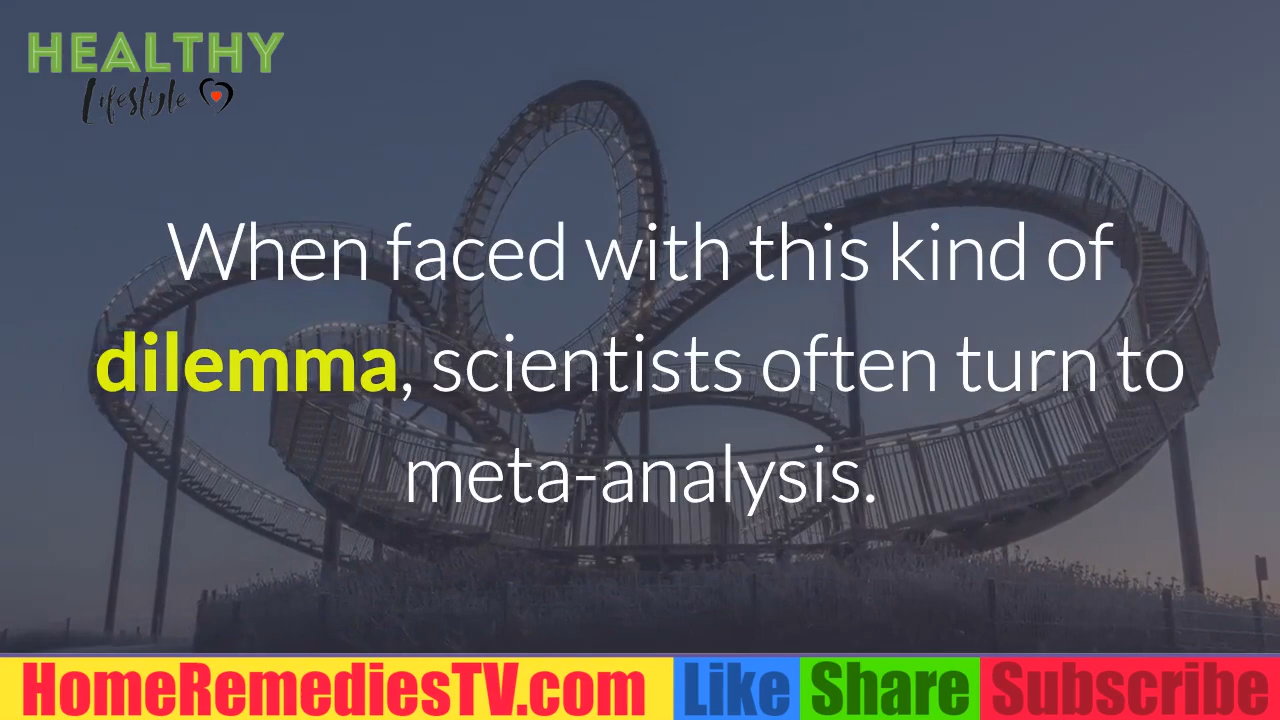 HEALTHY
Lifestyle
When faced with this kind of
dilemma, scientists often turn to
meta-analysis.
HomeRemediesTV.com Like Share Subscribe